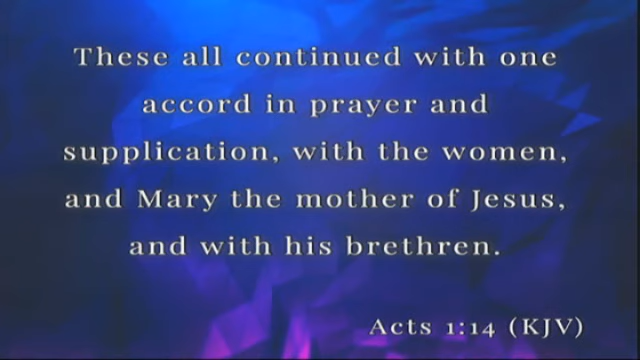 These all continued with one
accord in prayer and
supplication, with the women,
and Mary the mother of Jesus,
and with his brethren.
Acts 1:14 (KJV)